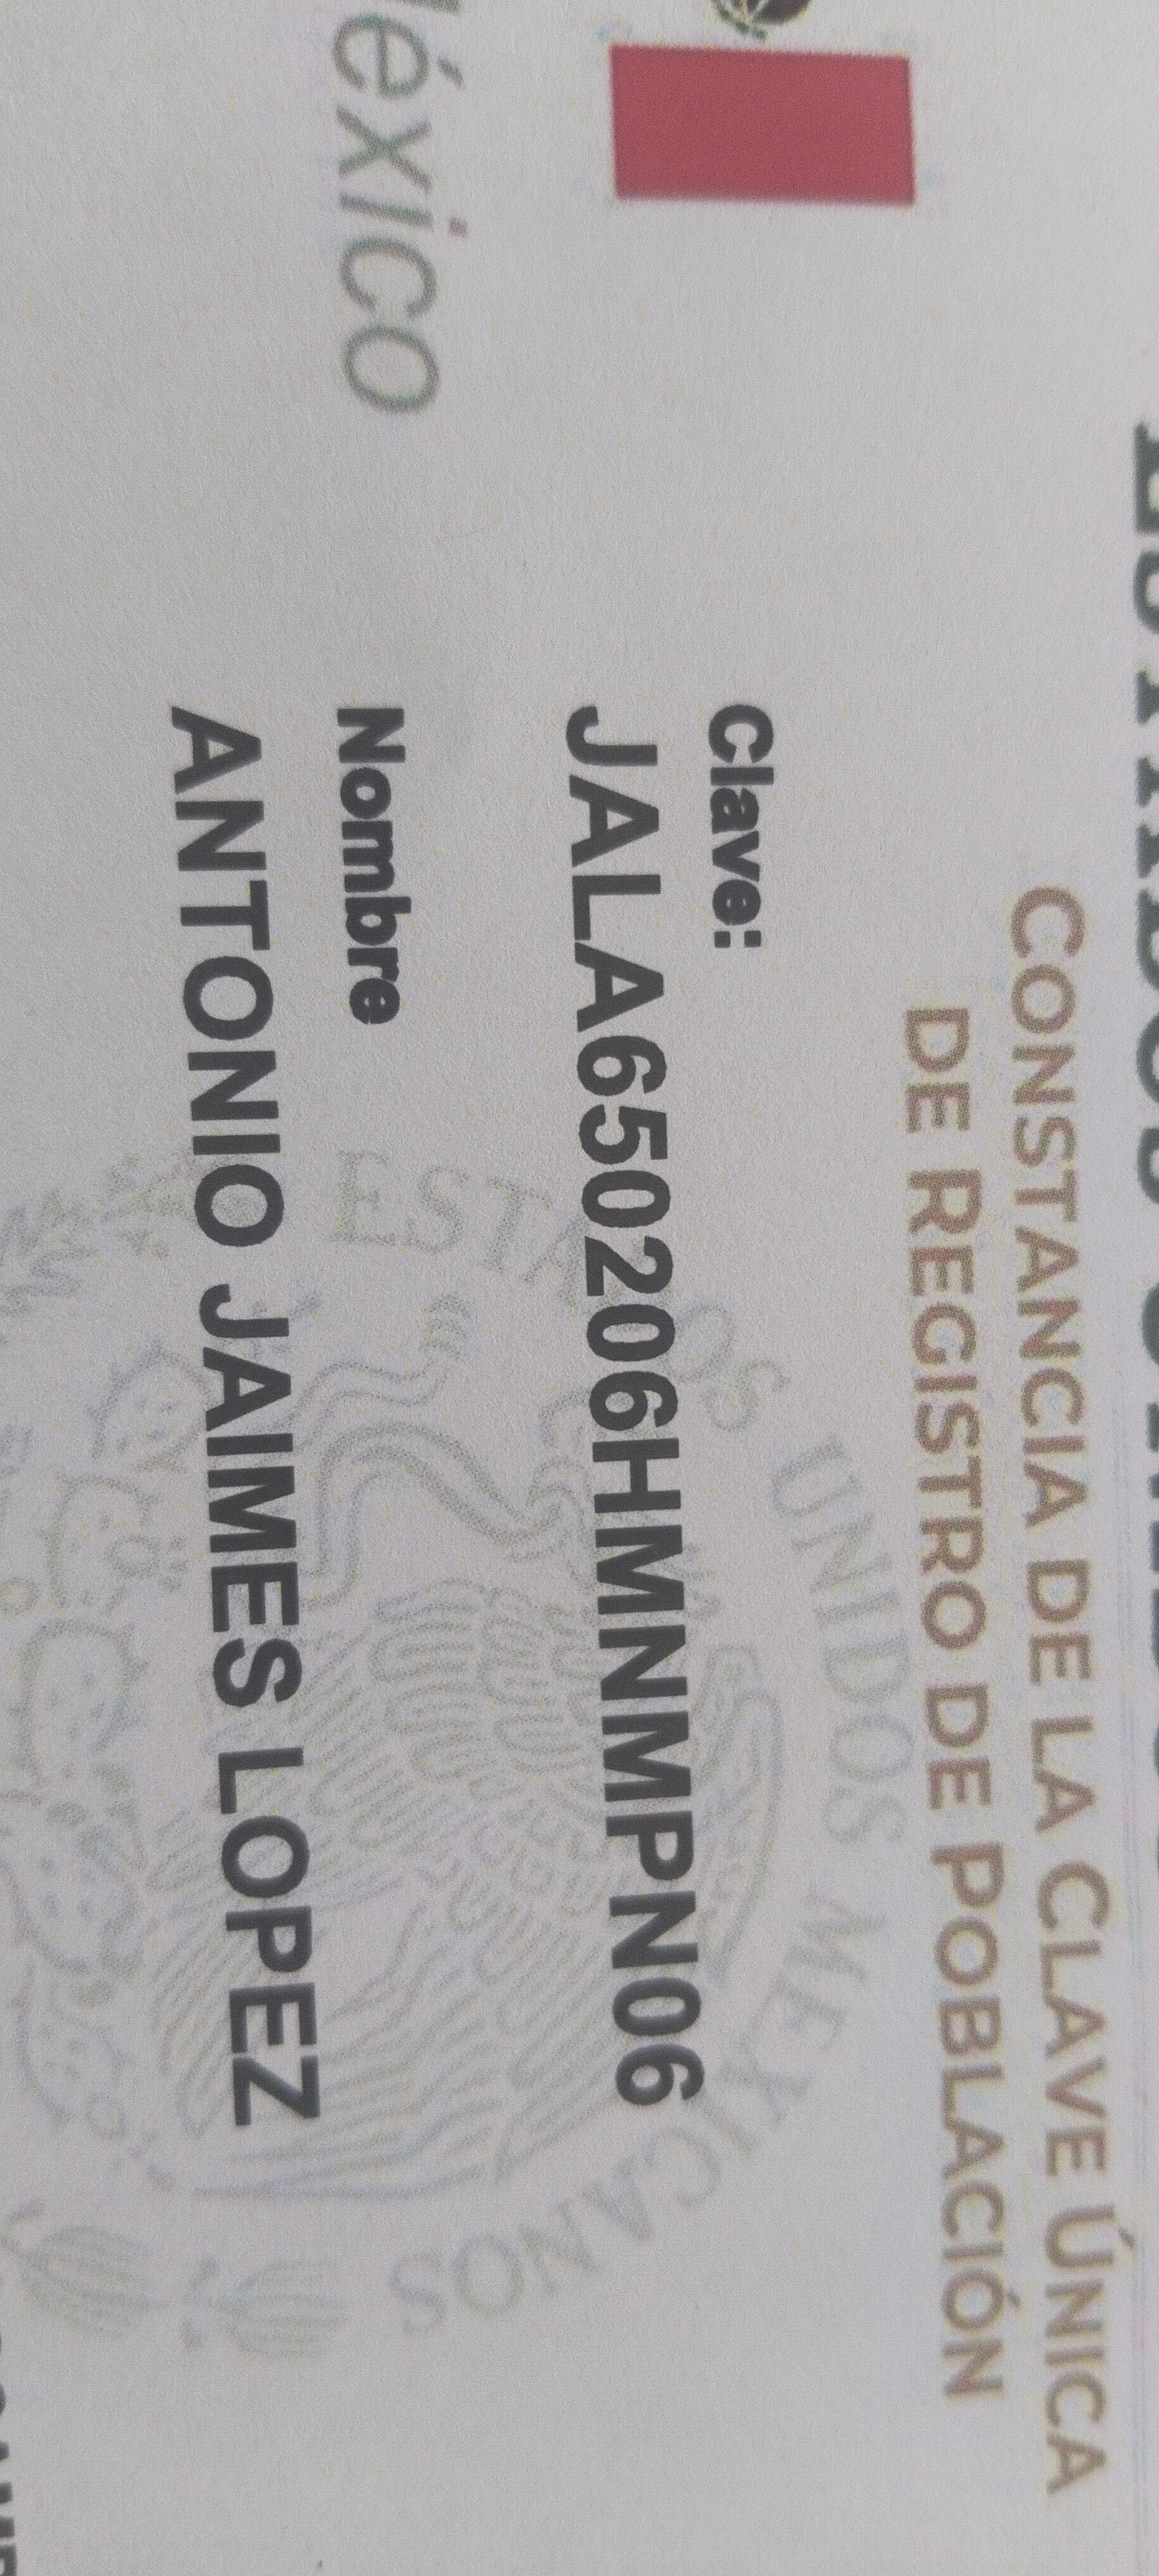 CONSTANCIA DE LA CLAVE ÚNICA
DE REGISTRO DE POBLACIÓN
Clave:
JALA650206HMNMPN06
Nombre
ANTONIO JAIMES LOPEZ
éxico
ESTADOS UNIDOS MEXICANOS